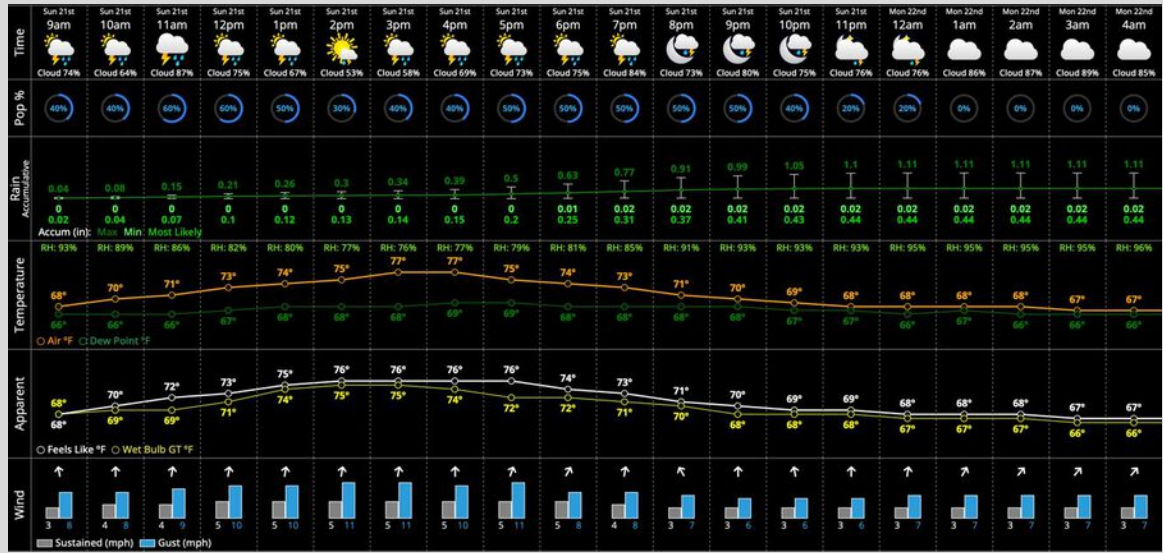 Time
Sun 21st Sun 21st Sun 21st Sun 21st Sun 21st Sun 21st Sun 21st Sun 21st Sun 21st Sun 21st Sun 21st Sun 21st Sun 21st Sun 21st Sun 21st Mon 22nd Mon 22nd Mon 22nd Mon 22nd Mon 22nd
9am 10am 11am 12pm 1pm 2pm 3pm 4pm 5pm 6pm 7pm 8pm 9pm 10pm 11pm 12am 1am 2am 3am 4am
Cloud 74% Cloud 64% Cloud 87% Cloud 75% Cloud 67% Cloud 53% Cloud 58% Cloud 69% Cloud 73% Cloud 75% Cloud 84% Cloud 73% Cloud 80% Cloud 75% Cloud 76% Cloud 76% Cloud 86% Cloud 87% Cloud 89% Cloud 85%
Pop %
40% 40% 60% 60% 50% 30% 40% 40% 50% 50% 50% 50% 50% 40% 20% 20% 0% 0% 0% 0%
Rain
Accumulative
0.04 0.08 0.15 0.21 0.26 0.3 0.34 0.39 0.5 0.63 0.77 0.91 0.99 1.05 1.1 1.11 1.11 1.11 1.11 1.11
0 0 0 0 0 0 0 0 0 0.01 0.02 0.02 0.02 0.02 0.02 0.02 0.02 0.02 0.02 0.02
0.02 0.04 0.07 0.1 0.12 0.13 0.14 0.15 0.2 0.25 0.31 0.37 0.41 0.43 0.44 0.44 0.44 0.44 0.44 0.44
Accum (in): Max Min Most Likely
Temperature
RH: 93% RH: 89% RH: 86% RH: 82% RH: 80% RH: 77% RH: 76% RH: 77% RH: 79% RH: 81% RH: 85% RH: 91% RH: 93% RH: 93% RH: 93% RH: 95% RH: 95% RH: 95% RH: 95% RH: 96%
68° 70° 71° 73° 74° 75° 77° 77° 75° 74° 73° 71° 70° 69° 68° 68° 68° 68° 67° 67°
66° 66° 66° 67° 68° 68° 68° 69° 69° 68° 68° 68° 68° 67° 67° 66° 67° 66° 66° 66°
Air °F Dew Point °F
Apparent
68° 70° 72° 73° 75° 76° 76° 76° 76° 74° 73° 71° 70° 69° 69° 68° 68° 68° 67° 67°
68° 69° 69° 71° 74° 75° 75° 74° 72° 72° 71° 70° 68° 68° 68° 67° 67° 67° 66° 66°
Feels Like °F Wet Bulb GT °F
Wind
3 8 4 8 4 9 5 10 5 10 5 11 5 11 5 10 5 11 5 8 4 8 3 7 3 6 3 6 3 6 3 7 3 7 3 7 3 7 3 7
Sustained (mph) Gust (mph)